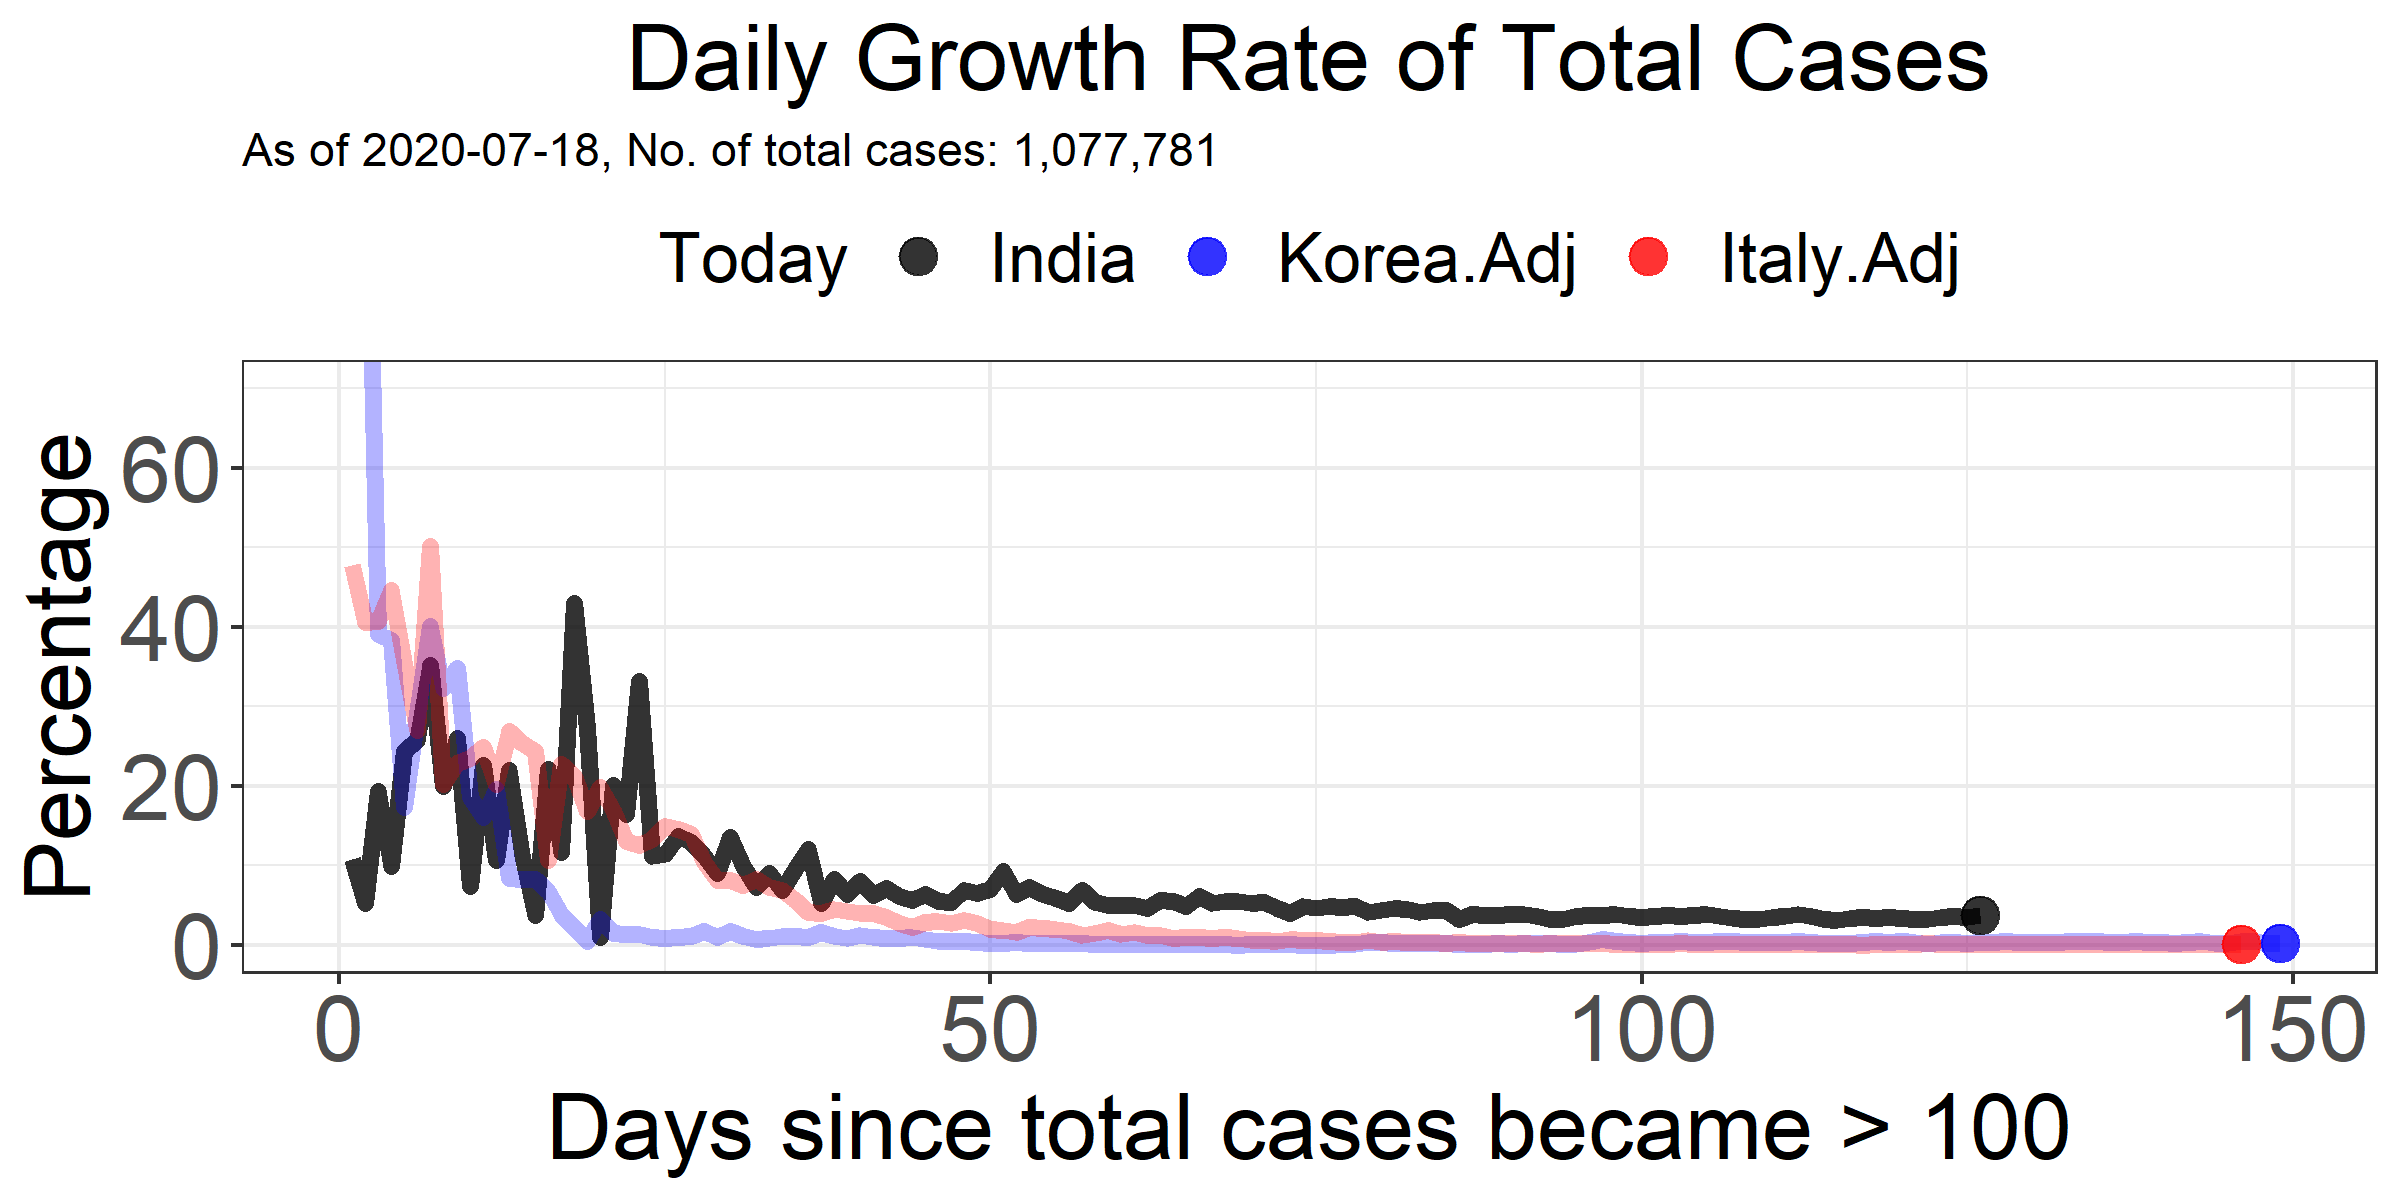 Daily Growth Rate of Total Cases
As of 2020-07-18, No. of total cases: 1,077,781
Today India Korea.Adj Italy.Adj
Percentage
60
40
20
0
0 50 100 150
Days since total cases became > 100